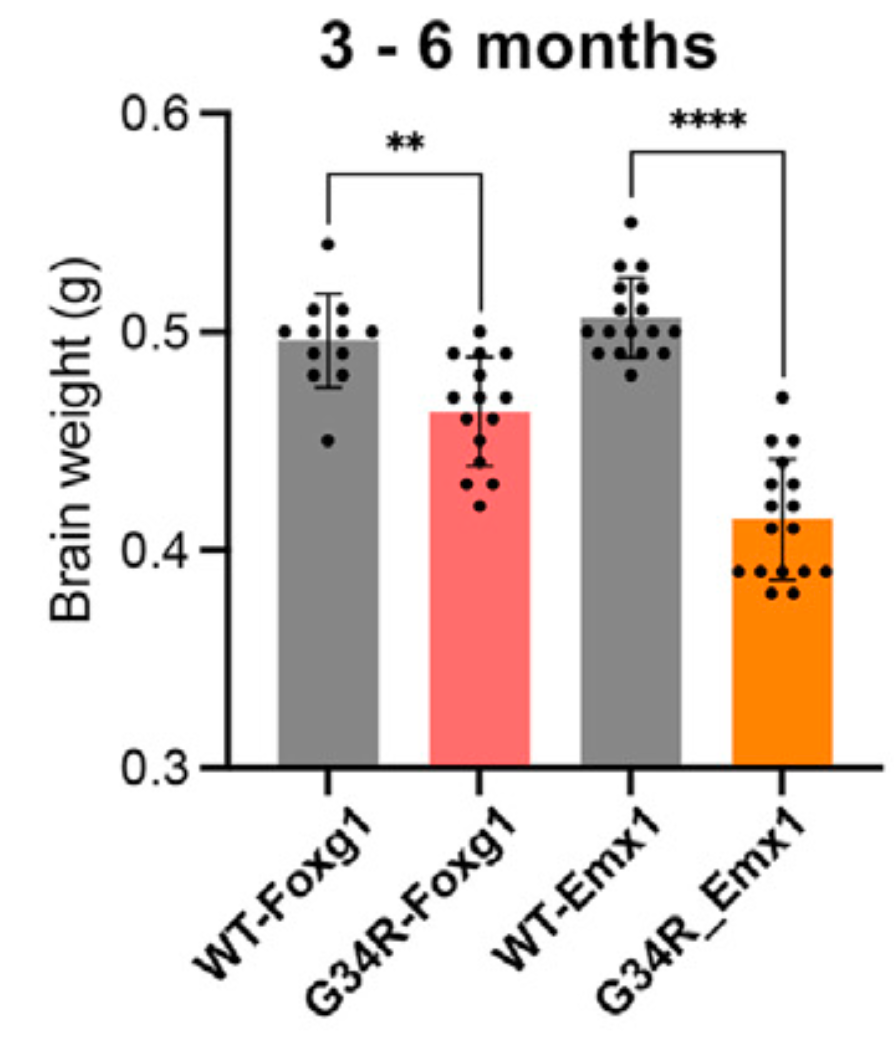 3 - 6 months
**
****
Brain weight (g)
0.6
0.5
0.4
0.3
WT-Foxg1
G34R-Foxg1
WT-Emx1
G34R_Emx1